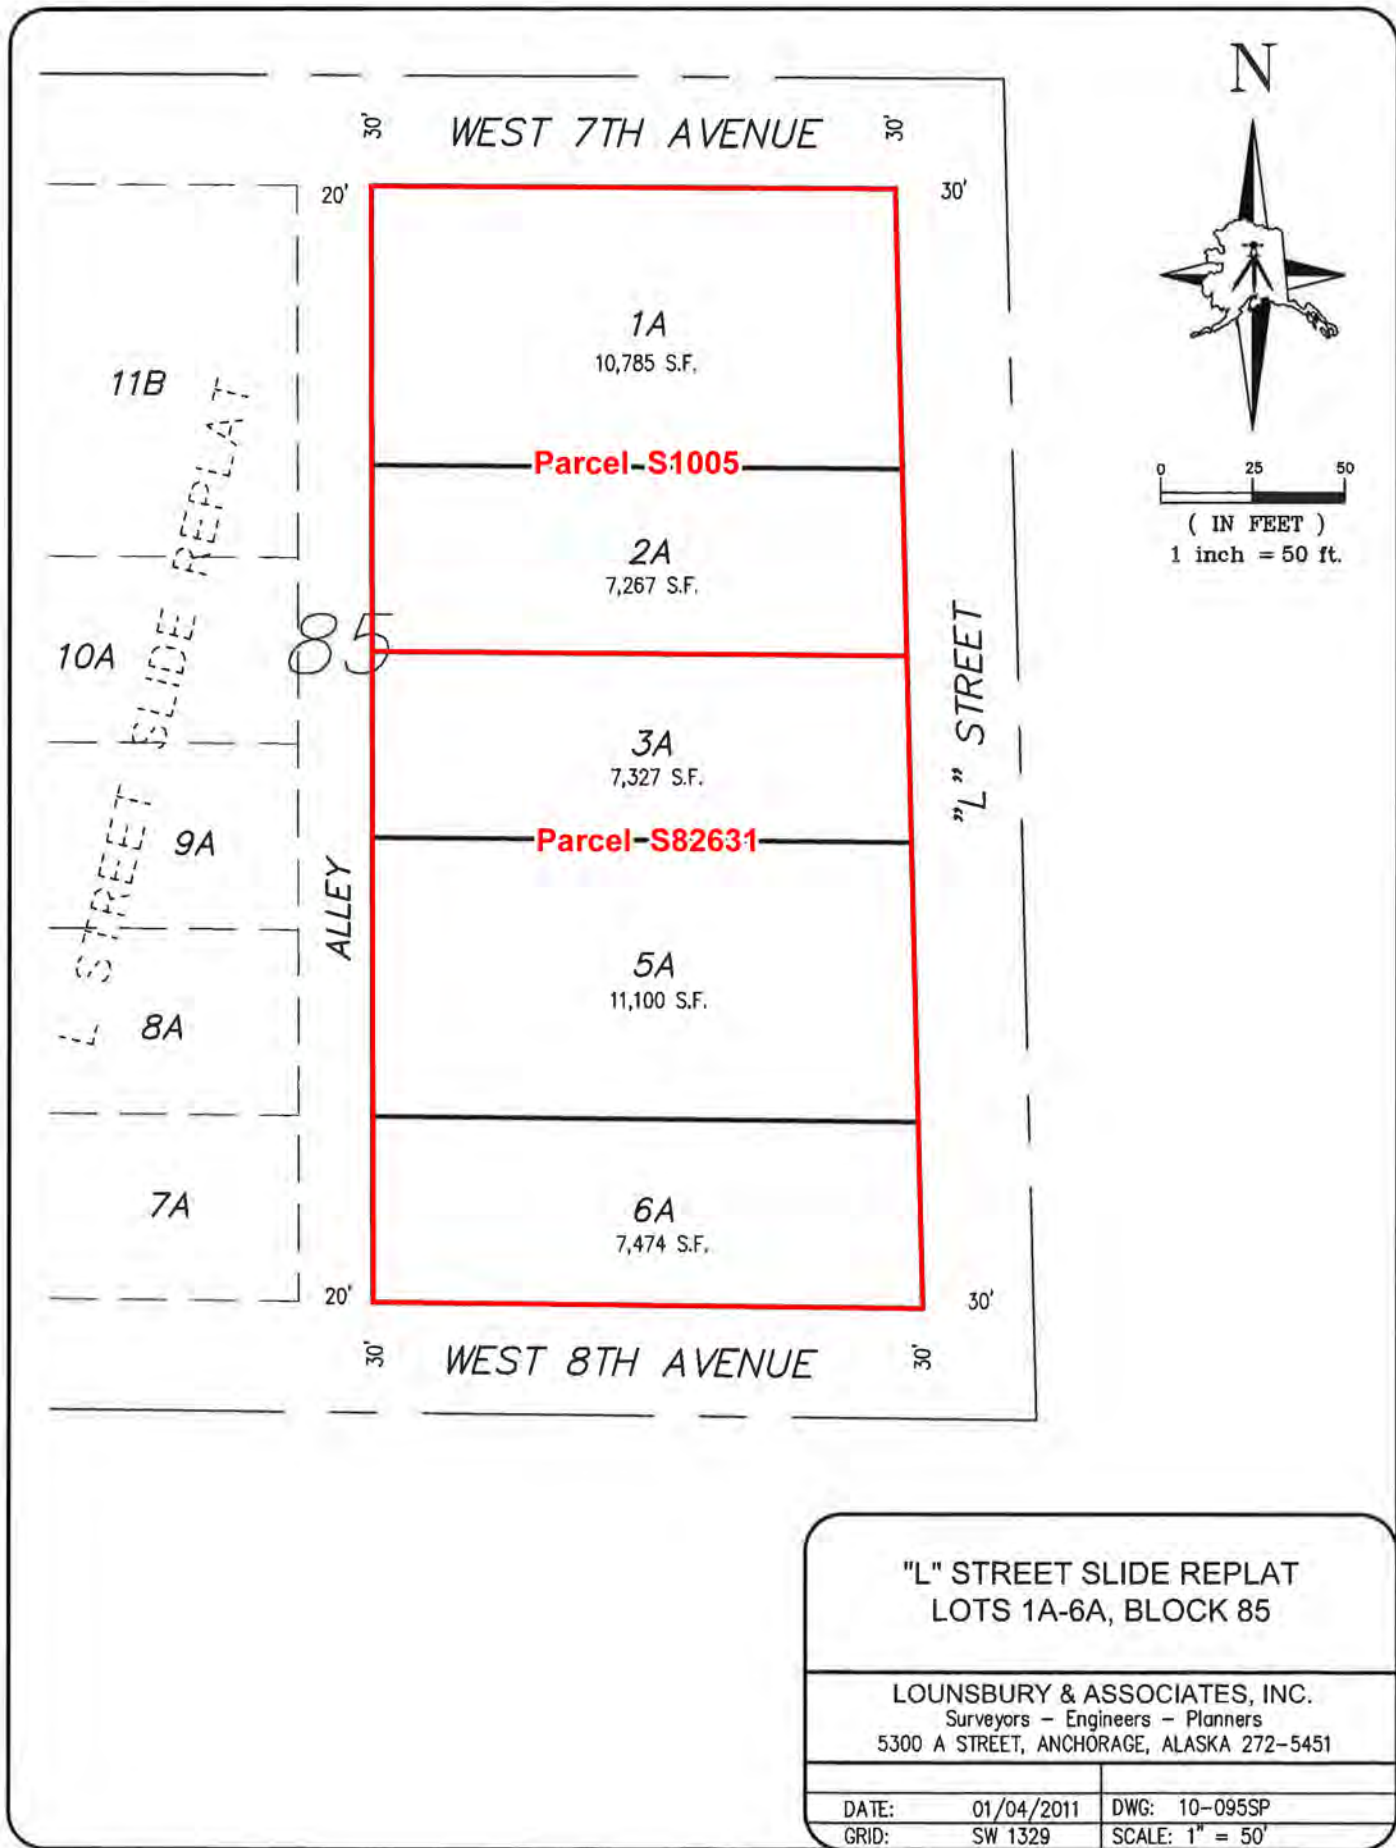 N
30'
WEST 7TH AVENUE
30'
20'
30'
1A
10,785 S.F.
11B
Parcel S1005
0 25 50
( IN FEET )
1 inch = 50 ft.
2A
7,267 S.F.
10A
85
L STREET SLIDE REPLAT
"L" STREET
3A
7,327 S.F.
9A
Parcel S82631
ALLEY
5A
11,100 S.F.
8A
7A
6A
7,474 S.F.
20'
30'
30'
WEST 8TH AVENUE
30'
"L" STREET SLIDE REPLAT
LOTS 1A-6A, BLOCK 85
LOUNSBURY & ASSOCIATES, INC.
Surveyors - Engineers - Planners
5300 A STREET, ANCHORAGE, ALASKA 272-5451
DATE: 01/04/2011 DWG: 10-095SP
GRID: SW 1329 SCALE: 1" = 50'